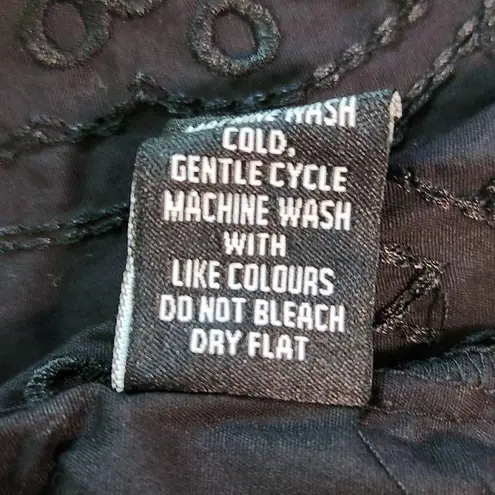 WASH
COLD,
GENTLE CYCLE
MACHINE WASH
WITH
LIKE COLOURS
DO NOT BLEACH
DRY FLAT